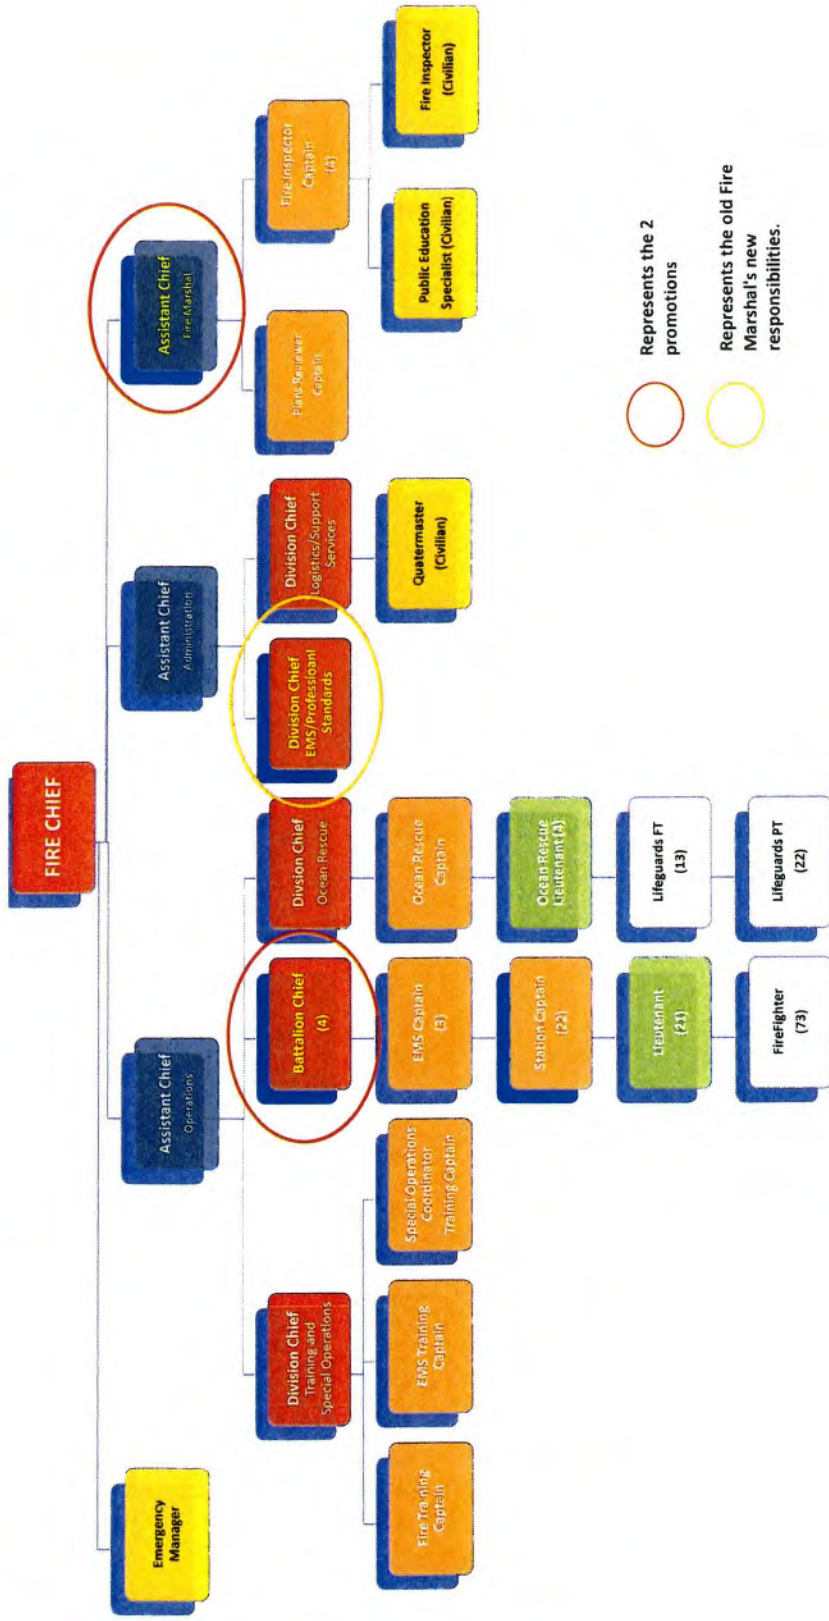 FIRE CHIEF
Emergency
Manager
Assistant Chief
Operations
Assistant Chief
Administration
Assistant Chief
Fire Marshal
Division Chief
Training and
Special Operations
Battalion Chief
(4)
Divsion Chief
Ocean Rescue
Division Chief
EMS/Professioanl
Standards
Division Chief
Logistics/Support
Services
Plans Reviewer
Captain
Fire Inspector
Captain
(4)
Fire Training
Captain
EMS Training
Captain
Special Operations
Coordinator
Training Captain
EMS Captain
(3)
Ocean Rescue
Captain
Quatermaster
(Civilian)
Public Education
Specialist (Civilian)
Fire Inspector
(Civilian)
Station Captain
(22)
Ocean Rescue
Lieutenant (4)
Lieutenant
(21)
Lifeguards FT
(13)
FireFighter
(73)
Lifeguards PT
(22)
Represents the 2
promotions
Represents the old Fire
Marshal's new
responsibilities.